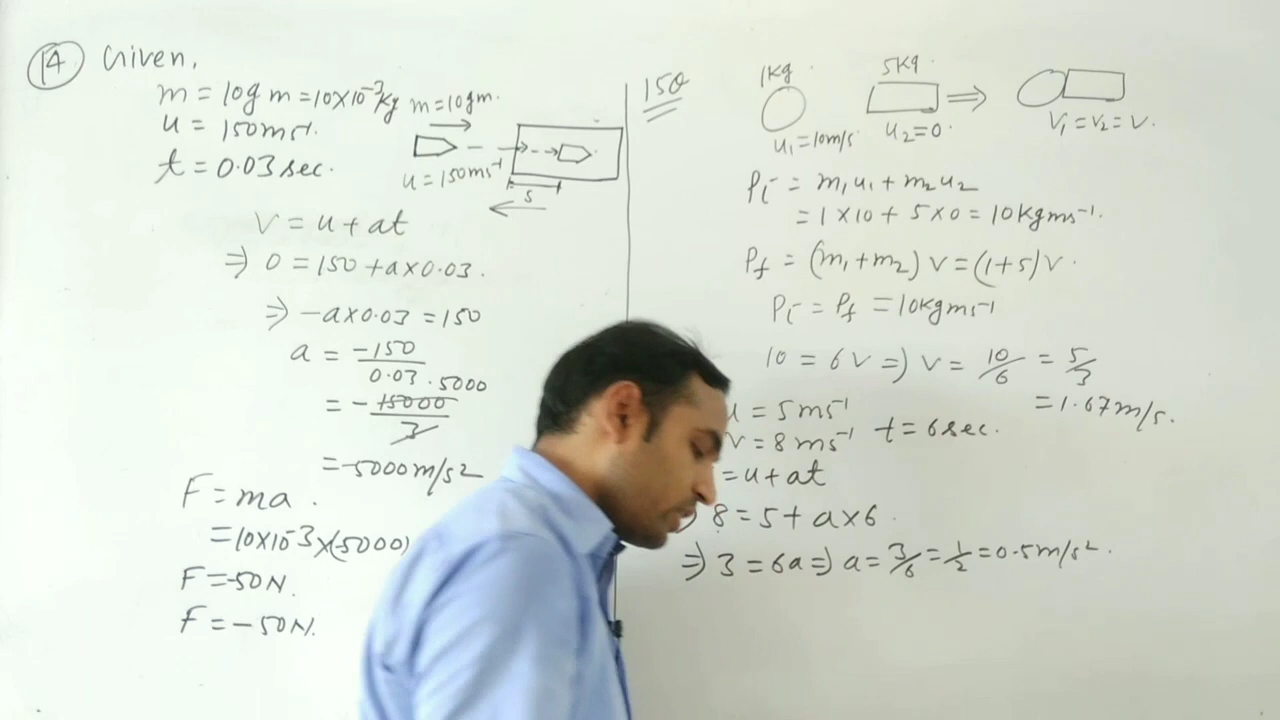 14 Given,
m = 10gm = 10×10⁻³kg
u = 150ms⁻¹.
t = 0.03 sec.
m = 10gm.
u = 150ms⁻¹
s
v = u + at
⇒ 0 = 150 + a×0.03.
⇒ -a×0.03 = 150
a = -150/0.03
= -15000/3 5000
= -5000m/s²
F = ma.
= 10×10⁻³×(-5000)
F = -50N.
F = -50N.
15Q
1kg 5kg. ⇒
u₁ = 10m/s u₂ = 0. v₁ = v₂ = v.
Pi = m₁u₁ + m₂u₂
= 1×10 + 5×0 = 10kgms⁻¹.
Pf = (m₁+m₂)v = (1+5)v.
Pi = Pf = 10kgms⁻¹
10 = 6v ⇒ v = 10/6 = 5/3
= 1.67m/s.
= 5ms⁻¹
v = 8ms⁻¹ t = 6sec.
= u + at
8 = 5 + a×6.
⇒ 3 = 6a ⇒ a = 3/6 = 1/2 = 0.5m/s².